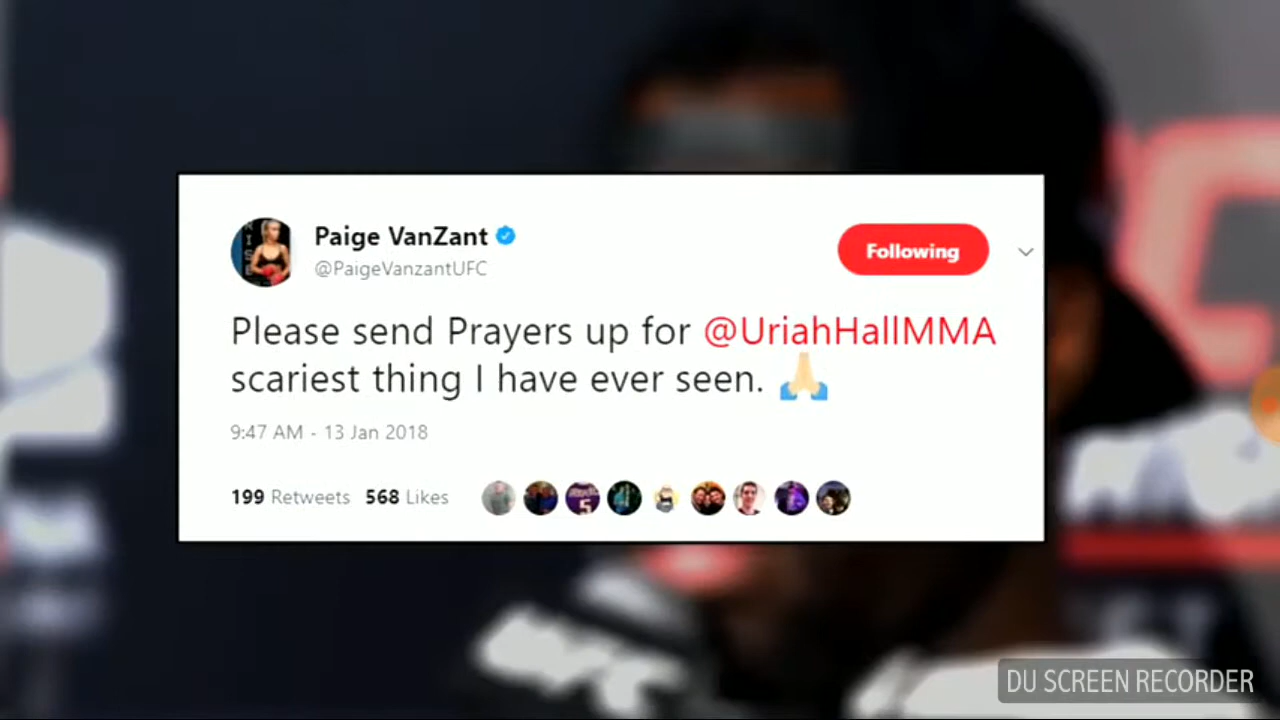 Paige VanZant
@PaigeVanzantUFC
Following
Please send Prayers up for @UriahHallMMA
scariest thing I have ever seen. 🙏
9:47 AM - 13 Jan 2018
199 Retweets 568 Likes
DU SCREEN RECORDER